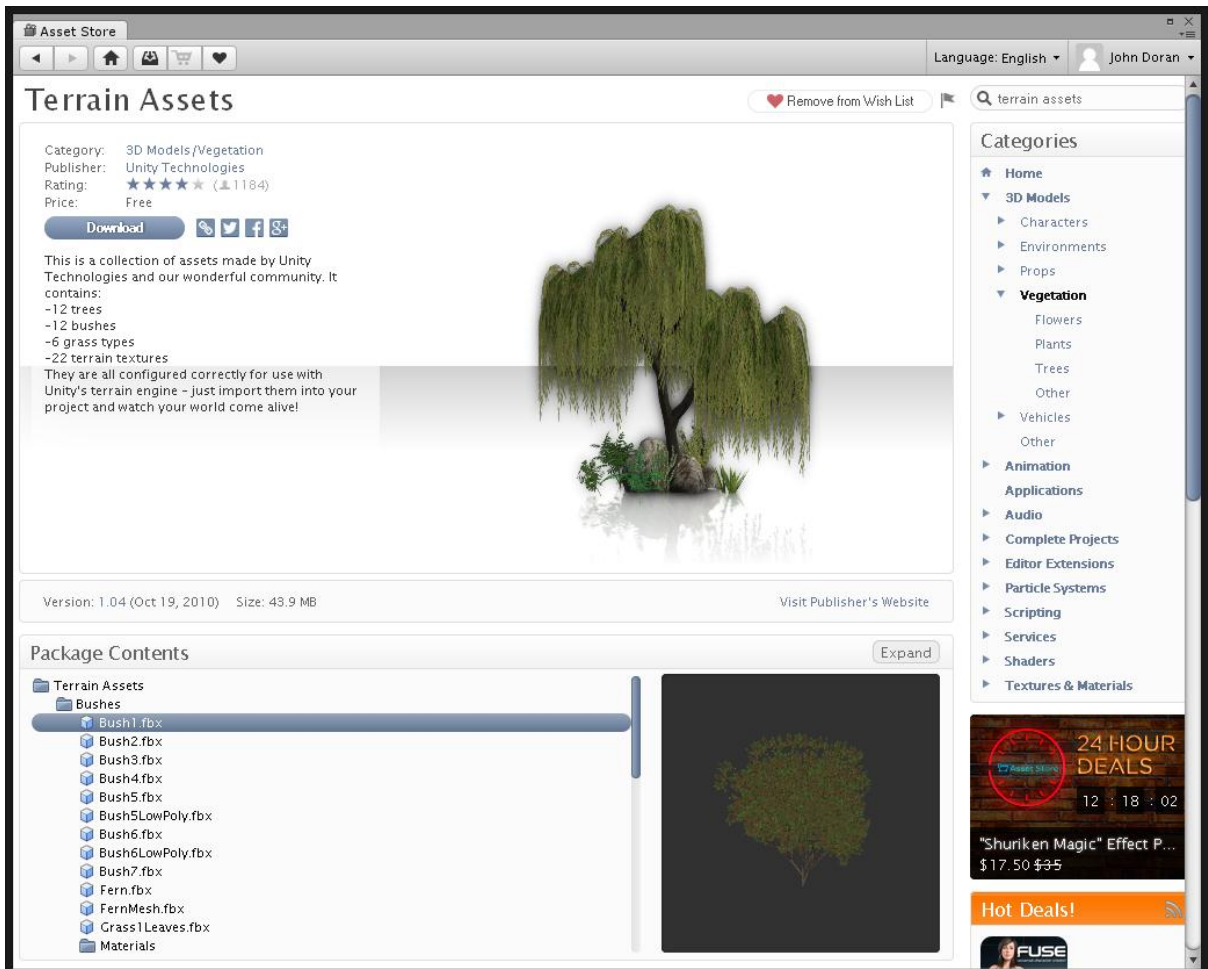 Asset Store
Language: English
John Doran
Terrain Assets
Remove from Wish List
terrain assets
Category: 3D Models/Vegetation
Publisher: Unity Technologies
Rating: (1184)
Price: Free
Download
This is a collection of assets made by Unity
Technologies and our wonderful community. It
contains:
-12 trees
-12 bushes
-6 grass types
-22 terrain textures
They are all configured correctly for use with
Unity's terrain engine - just import them into your
project and watch your world come alive!
Version: 1.04 (Oct 19, 2010) Size: 43.9 MB
Visit Publisher's Website
Package Contents
Expand
Terrain Assets
Bushes
Bush1.fbx
Bush2.fbx
Bush3.fbx
Bush4.fbx
Bush5.fbx
Bush5LowPoly.fbx
Bush6.fbx
Bush6LowPoly.fbx
Bush7.fbx
Fern.fbx
FernMesh.fbx
Grass1Leaves.fbx
Materials
Categories
Home
3D Models
Characters
Environments
Props
Vegetation
Flowers
Plants
Trees
Other
Vehicles
Other
Animation
Applications
Audio
Complete Projects
Editor Extensions
Particle Systems
Scripting
Services
Shaders
Textures & Materials
24 HOUR
DEALS
Asset Store
12 : 18 : 02
"Shuriken Magic" Effect P...
$17.50 $35
Hot Deals!
FUSE